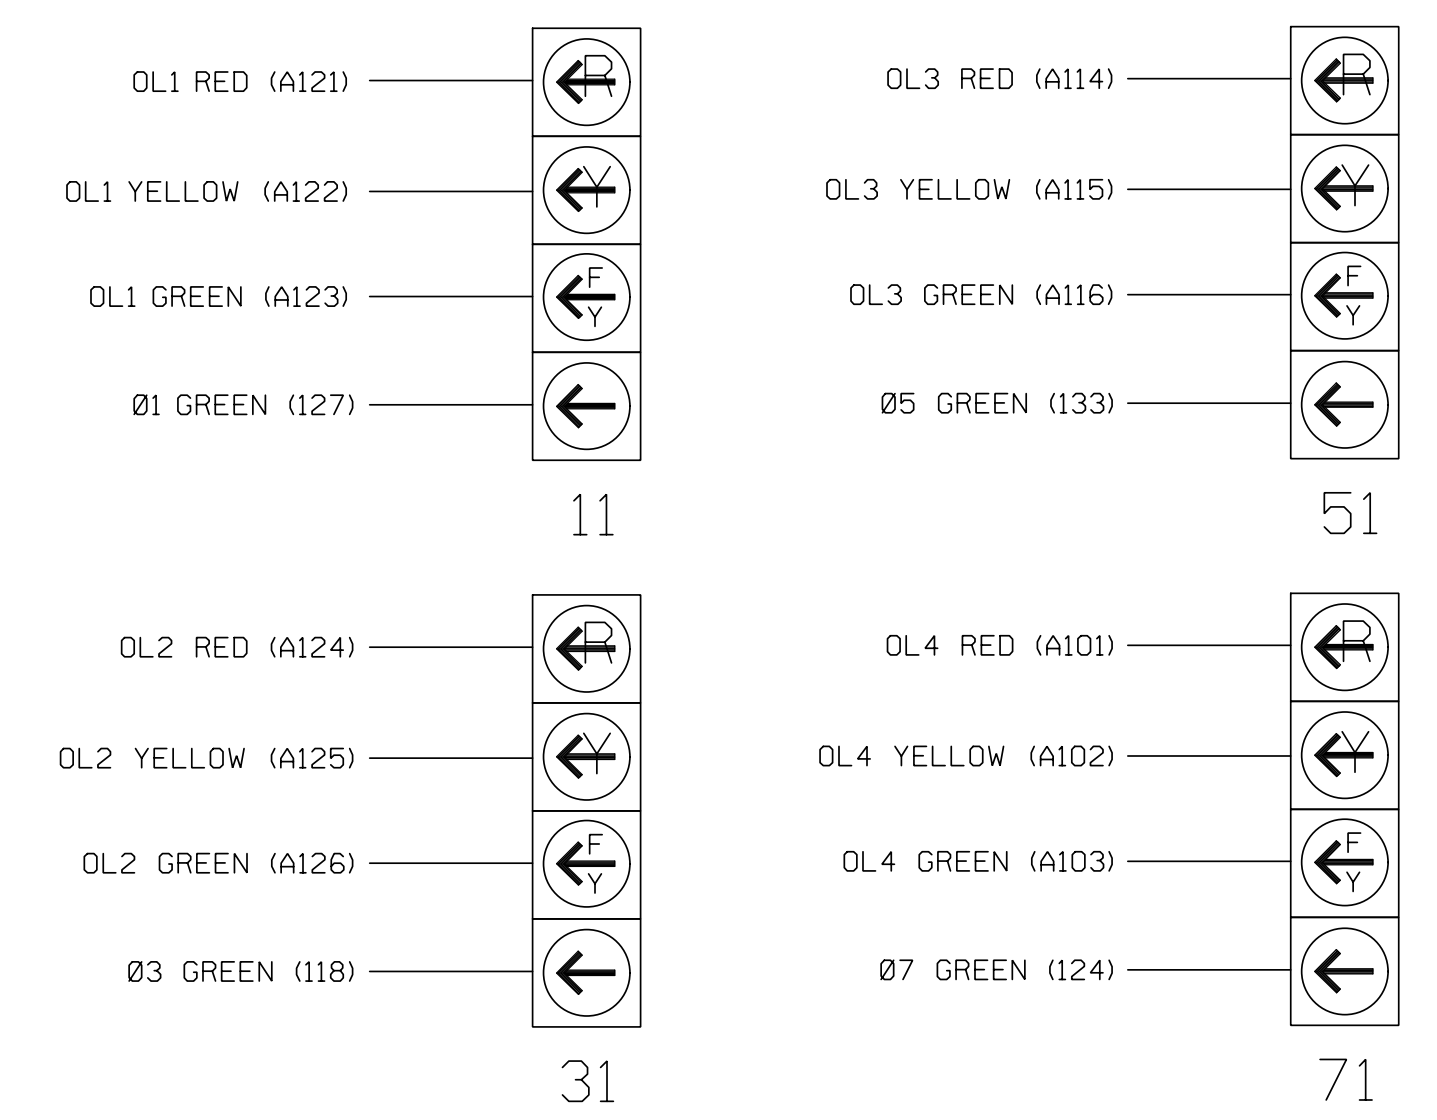 OL1 RED (A121)
R
OL1 YELLOW (A122)
Y
OL1 GREEN (A123)
F
Y
Ø1 GREEN (127)
11
OL3 RED (A114)
R
OL3 YELLOW (A115)
Y
OL3 GREEN (A116)
F
Y
Ø5 GREEN (133)
51
OL2 RED (A124)
R
OL2 YELLOW (A125)
Y
OL2 GREEN (A126)
F
Y
Ø3 GREEN (118)
31
OL4 RED (A101)
R
OL4 YELLOW (A102)
Y
OL4 GREEN (A103)
F
Y
Ø7 GREEN (124)
71